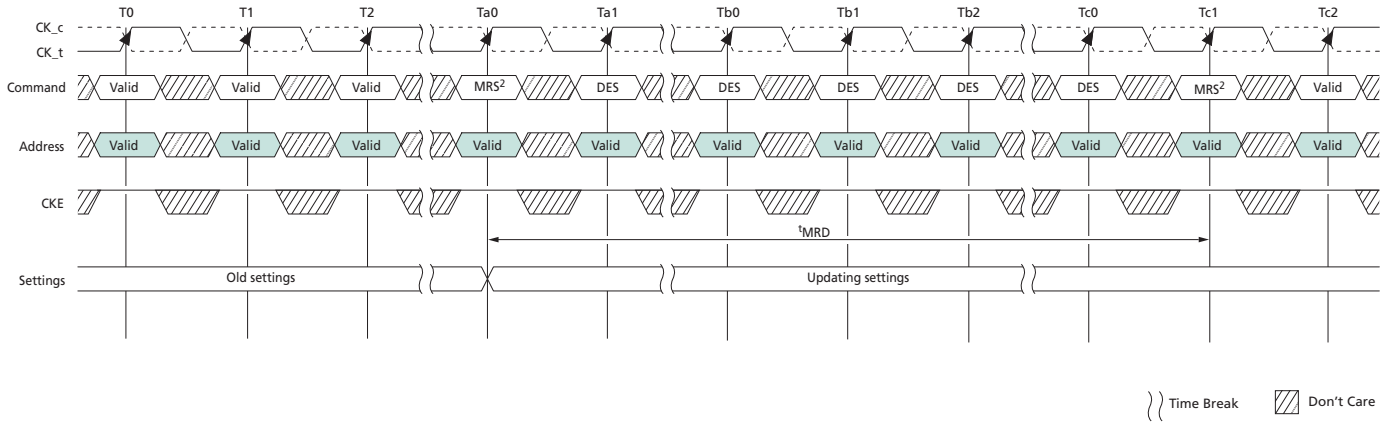 T0 T1 T2 Ta0 Ta1 Tb0 Tb1 Tb2 Tc0 Tc1 Tc2
CK_c
CK_t
Command Valid Valid Valid MRS² DES DES DES DES DES MRS² Valid
Address Valid Valid Valid Valid Valid Valid Valid Valid Valid Valid Valid
CKE
ᵗMRD
Settings Old settings Updating settings
Time Break Don't Care